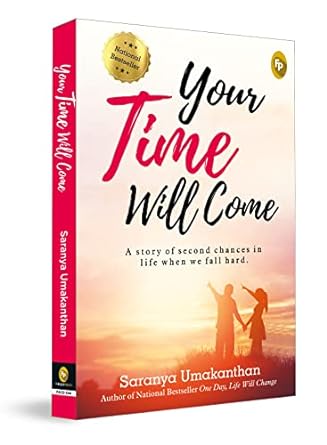 Your Time Will Come
Saranya Umakanthan
National
Bestseller
FP
Your
Time
Will Come
A story of second chances in
life when we fall hard.
Saranya Umakanthan
Author of National Bestseller One Day, Life Will Change